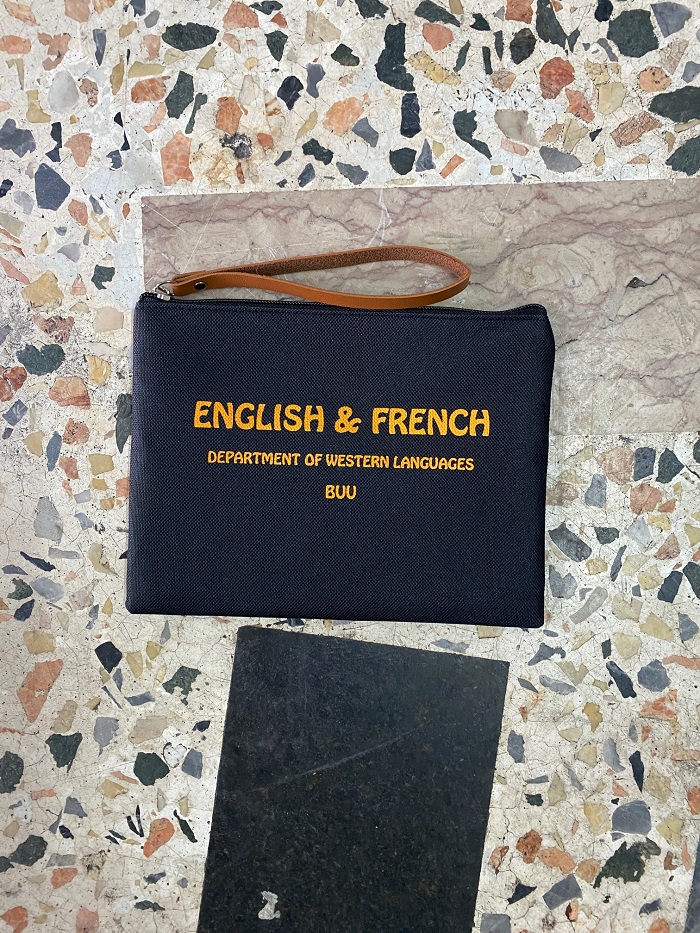 ENGLISH & FRENCH
DEPARTMENT OF WESTERN LANGUAGES
BUU